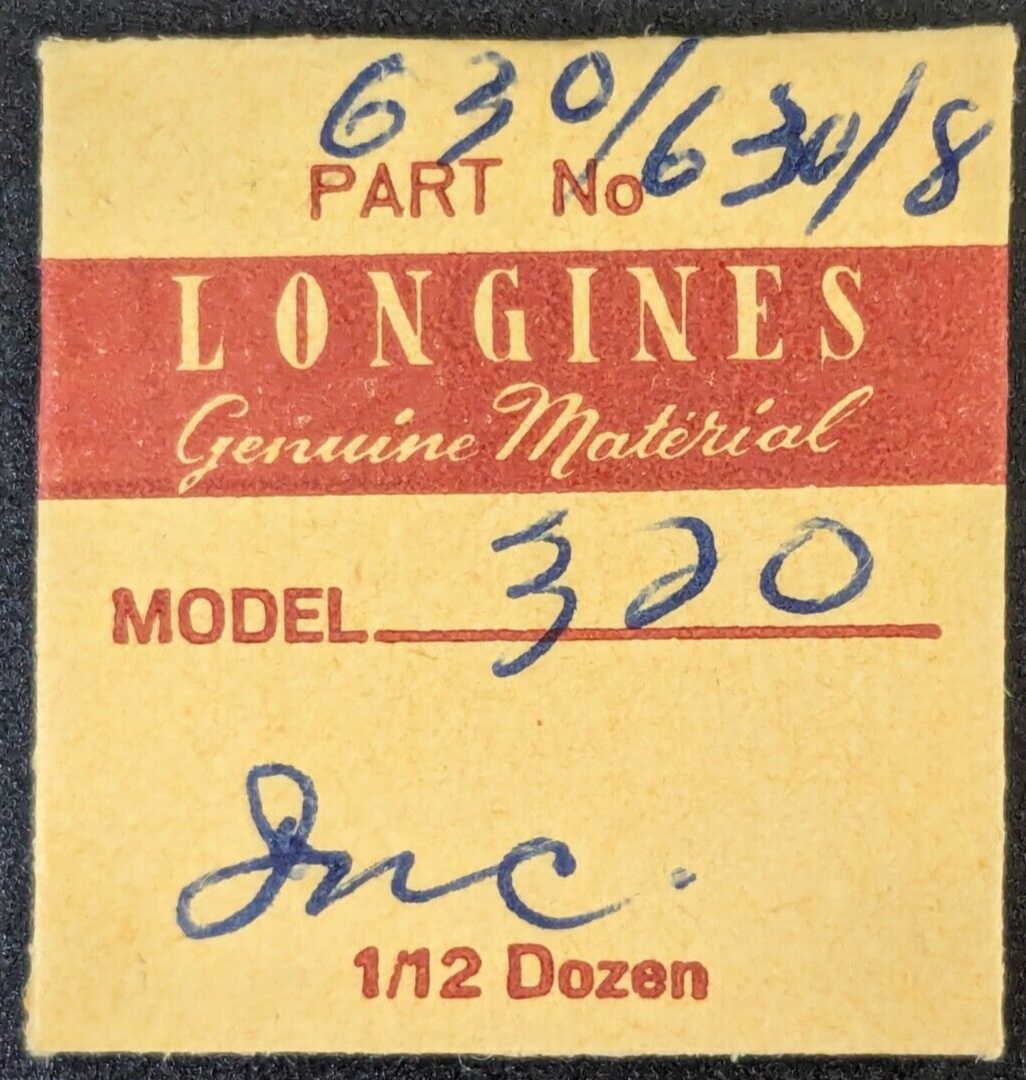 630/630/8
PART No
LONGINES
Genuine Material
MODEL 320
Inc.
1/12 Dozen